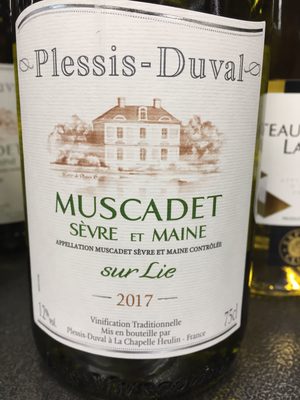 Plessis-Duval
MUSCADET
SÈVRE ET MAINE
APPELLATION MUSCADET SÈVRE ET MAINE CONTRÔLÉE
sur Lie
2017
12%vol.
75cl
Vinification Traditionnelle
Mis en bouteille par
Plessis-Duval à La Chapelle Heulin - France